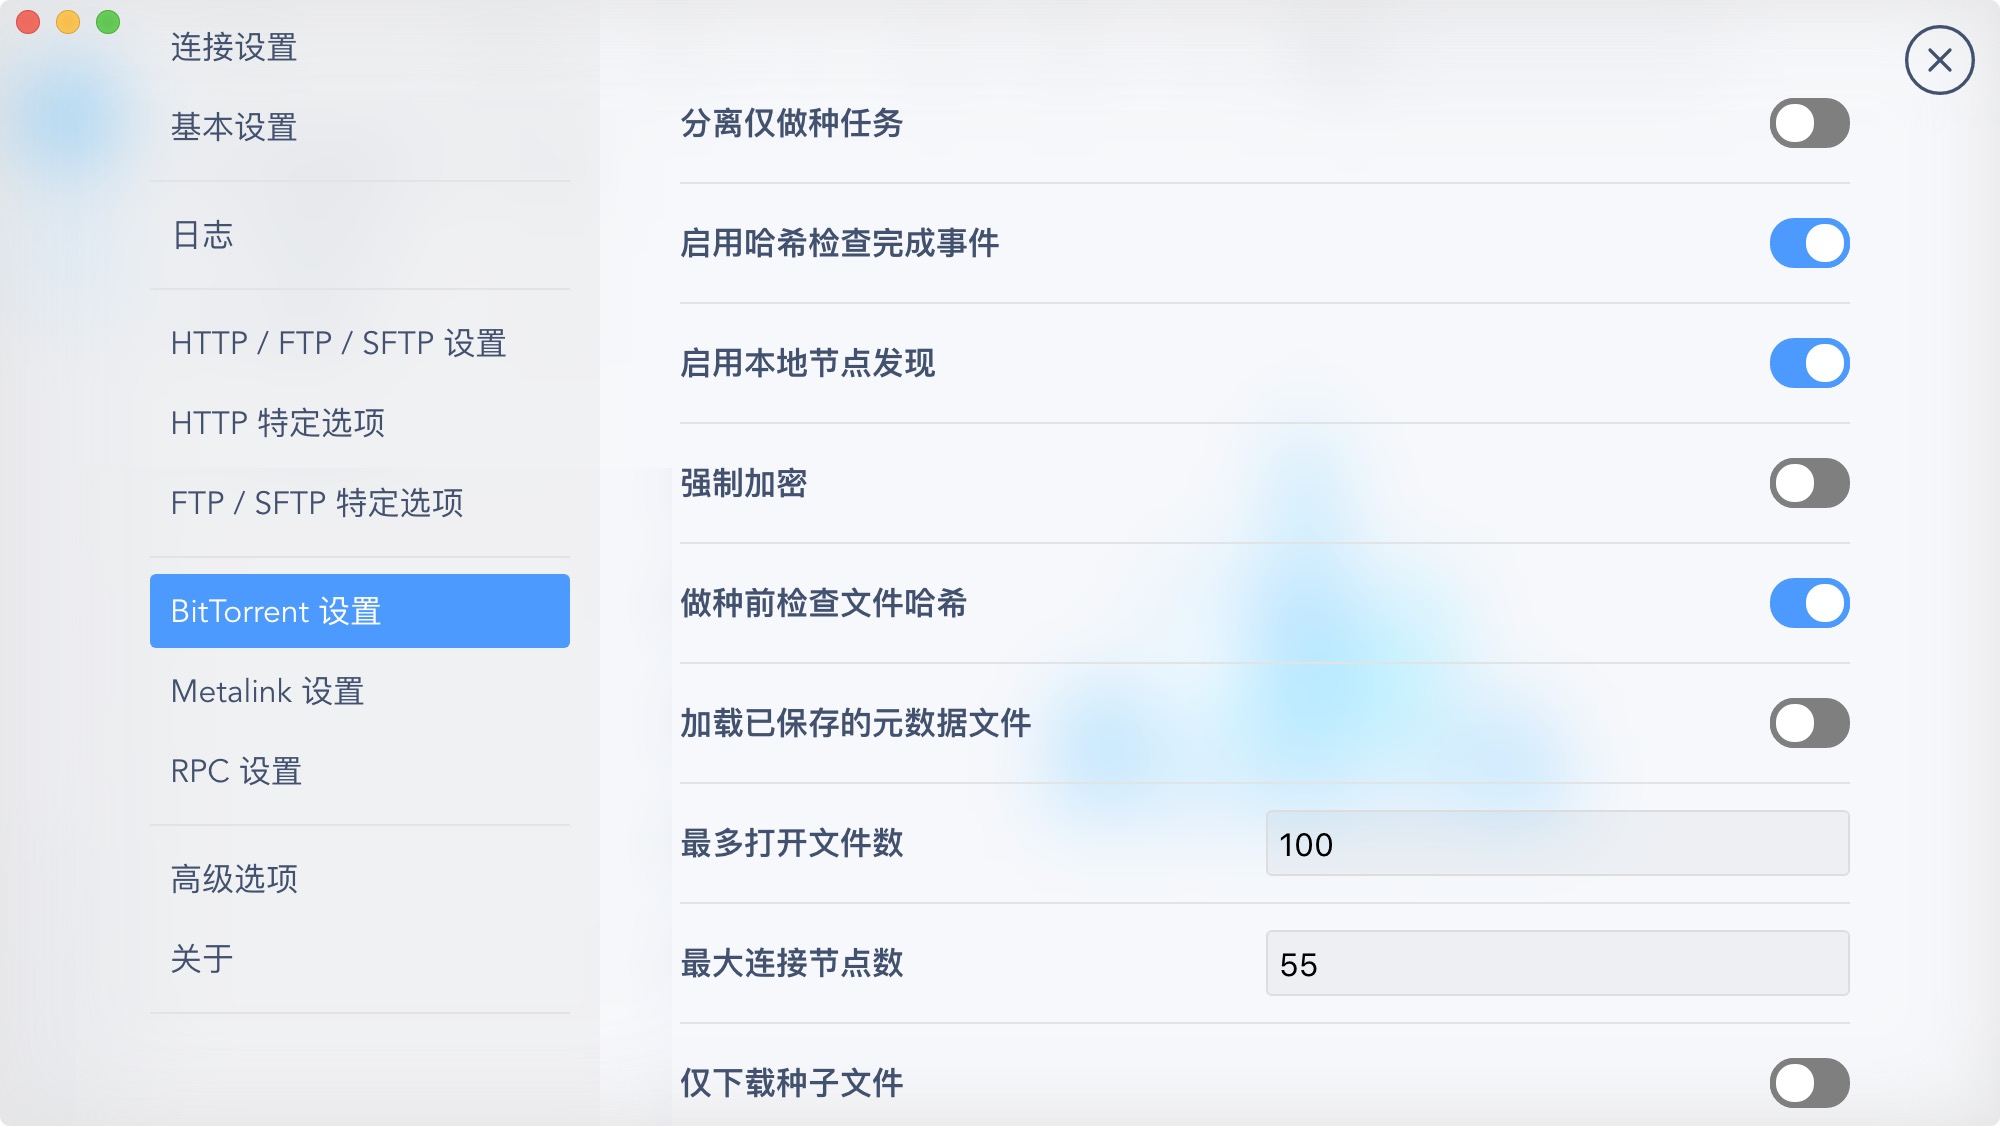 连接设置
基本设置
日志
HTTP / FTP / SFTP 设置
HTTP 特定选项
FTP / SFTP 特定选项
BitTorrent 设置
Metalink 设置
RPC 设置
高级选项
关于
分离仅做种任务
启用哈希检查完成事件
启用本地节点发现
强制加密
做种前检查文件哈希
加载已保存的元数据文件
最多打开文件数
100
最大连接节点数
55
仅下载种子文件